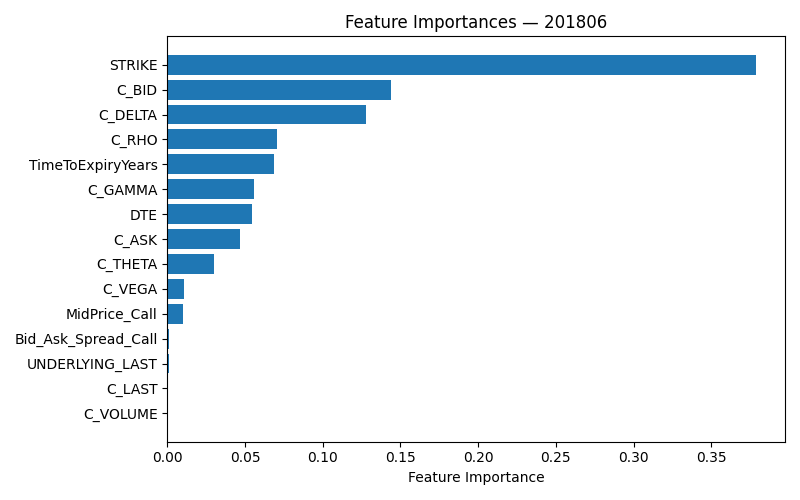 Feature Importances — 201806
STRIKE
C_BID
C_DELTA
C_RHO
TimeToExpiryYears
C_GAMMA
DTE
C_ASK
C_THETA
C_VEGA
MidPrice_Call
Bid_Ask_Spread_Call
UNDERLYING_LAST
C_LAST
C_VOLUME
0.00 0.05 0.10 0.15 0.20 0.25 0.30 0.35
Feature Importance